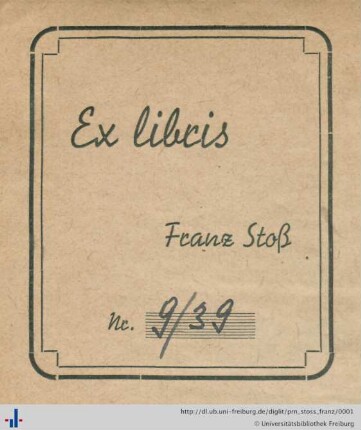 Ex libris
Franz Stoß
Nr. 9/39
http://dl.ub.uni-freiburg.de/diglit/pm_stoss_franz/0001
© Universitätsbibliothek Freiburg